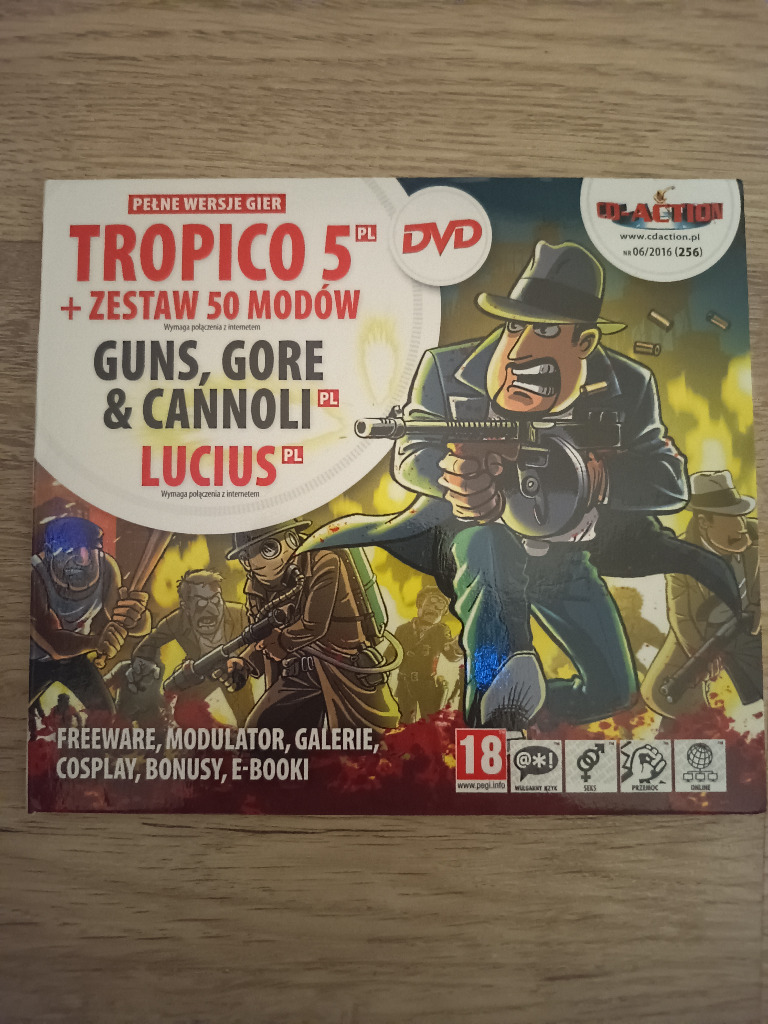 PEŁNE WERSJE GIER
TROPICO 5 PL
+ ZESTAW 50 MODÓW
Wymaga połączenia z internetem
GUNS, GORE
& CANNOLI PL
LUCIUS PL
Wymaga połączenia z internetem
DVD
CD-ACTION
www.cdaction.pl
NR 06/2016 (256)
FREEWARE, MODULATOR, GALERIE,
COSPLAY, BONUSY, E-BOOKI
18
www.pegi.info
@*!
WULGARNY JĘZYK
SEKS
PRZEMOC
ONLINE